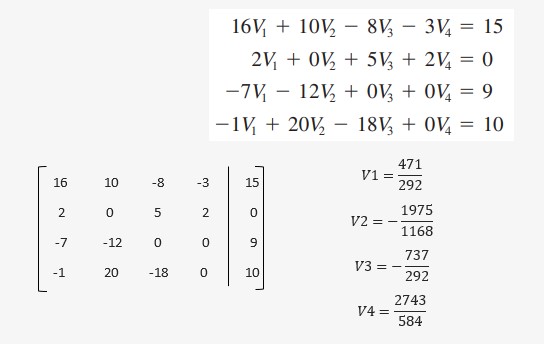 16V₁ + 10V₂ − 8V₃ − 3V₄ = 15
2V₁ + 0V₂ + 5V₃ + 2V₄ = 0
−7V₁ − 12V₂ + 0V₃ + 0V₄ = 9
−1V₁ + 20V₂ − 18V₃ + 0V₄ = 10
16 10 -8 -3 15
2 0 5 2 0
-7 -12 0 0 9
-1 20 -18 0 10
V1 = 471/292
V2 = −1975/1168
V3 = −737/292
V4 = 2743/584